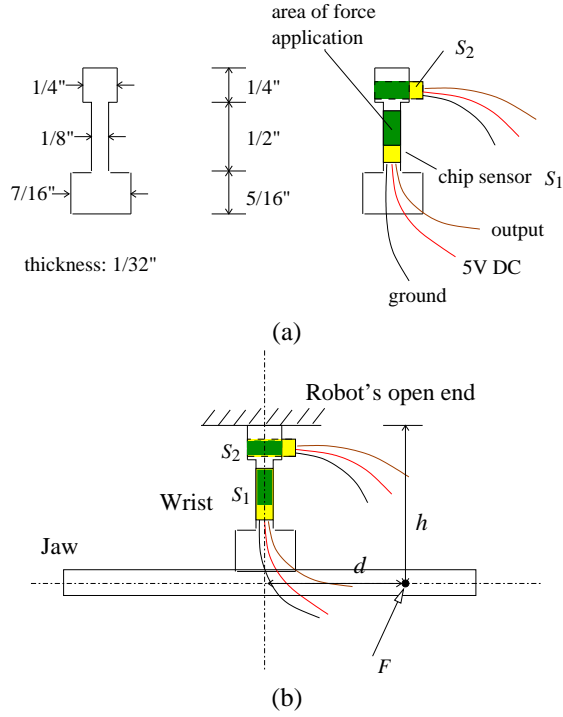 area of force
application
S2
1/4"
1/4"
1/8"
1/2"
chip sensor S1
7/16"
5/16"
output
thickness: 1/32"
5V DC
ground
(a)
Robot's open end
S2
S1
Wrist
h
Jaw
d
F
(b)